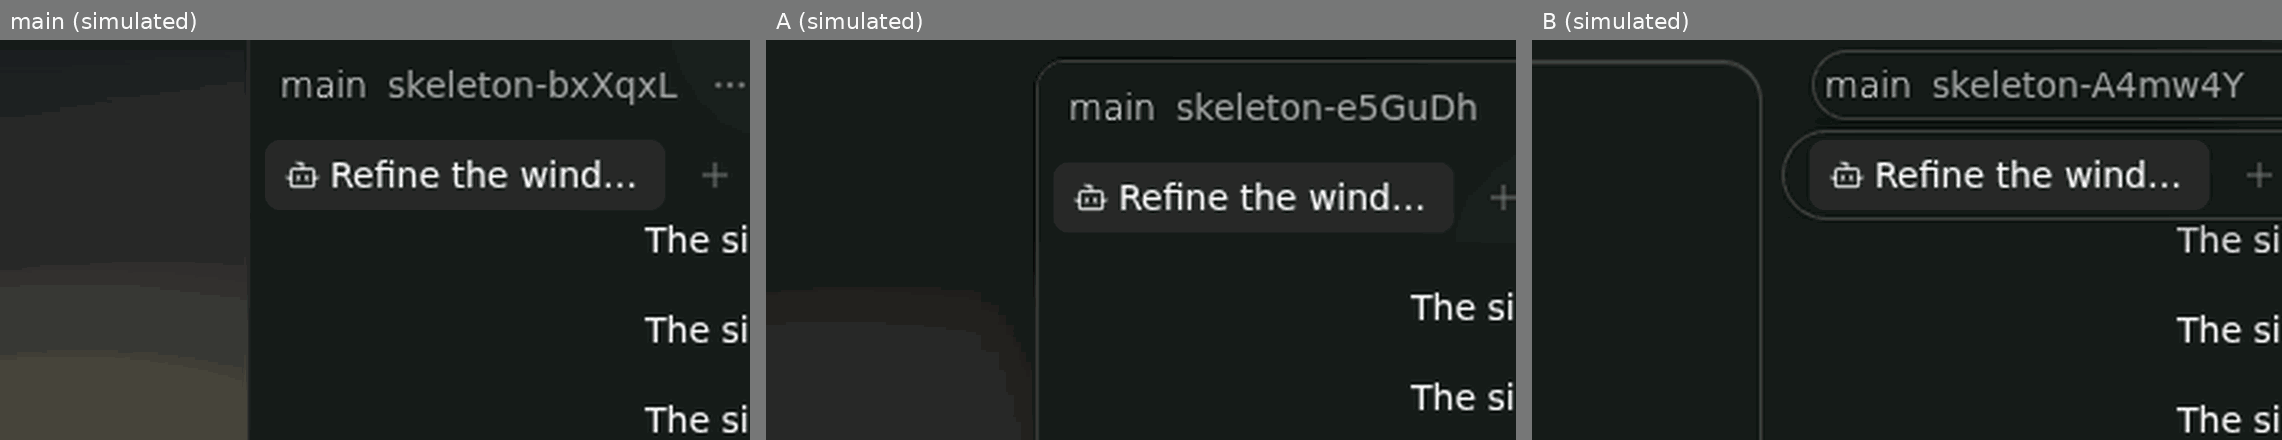 main (simulated)
main skeleton-bxXqxL ...
Refine the wind... +
The si
The si
The si
A (simulated)
main skeleton-e5GuDh
Refine the wind... +
The si
The si
B (simulated)
main skeleton-A4mw4Y
Refine the wind... +
The si
The si
The si